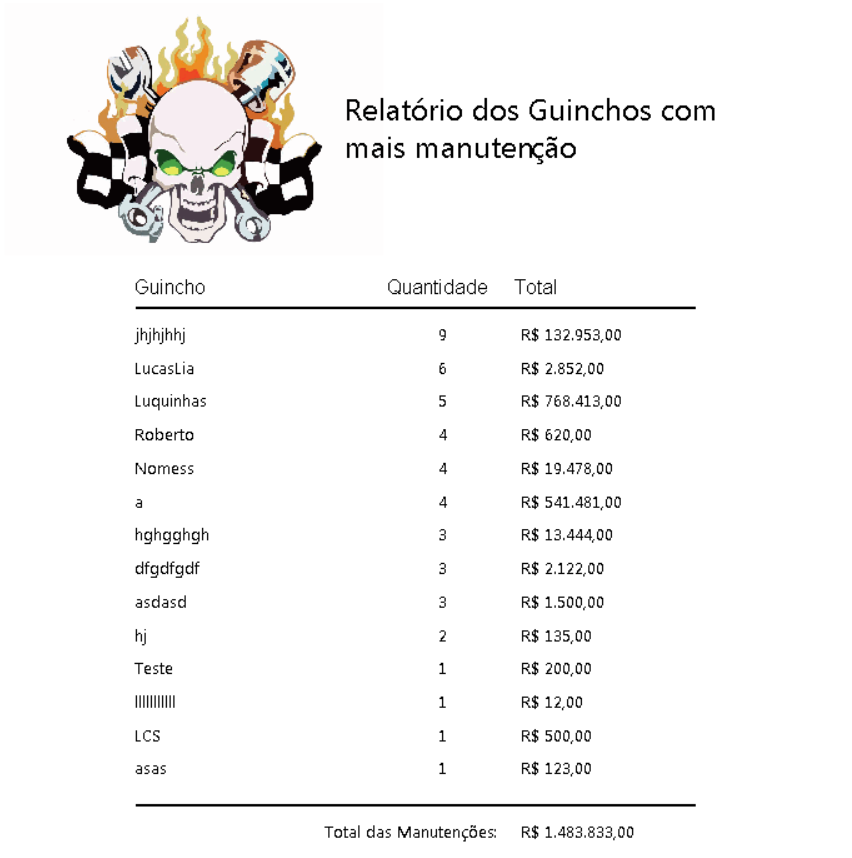 Relatório dos Guinchos com
mais manutenção
Guincho Quantidade Total
jhjhjhhj 9 R$ 132.953,00
LucasLia 6 R$ 2.852,00
Luquinhas 5 R$ 768.413,00
Roberto 4 R$ 620,00
Nomess 4 R$ 19.478,00
a 4 R$ 541.481,00
hghgghgh 3 R$ 13.444,00
dfgdfgdf 3 R$ 2.122,00
asdasd 3 R$ 1.500,00
hj 2 R$ 135,00
Teste 1 R$ 200,00
lllllllllll 1 R$ 12,00
LCS 1 R$ 500,00
asas 1 R$ 123,00
Total das Manutenções: R$ 1.483.833,00